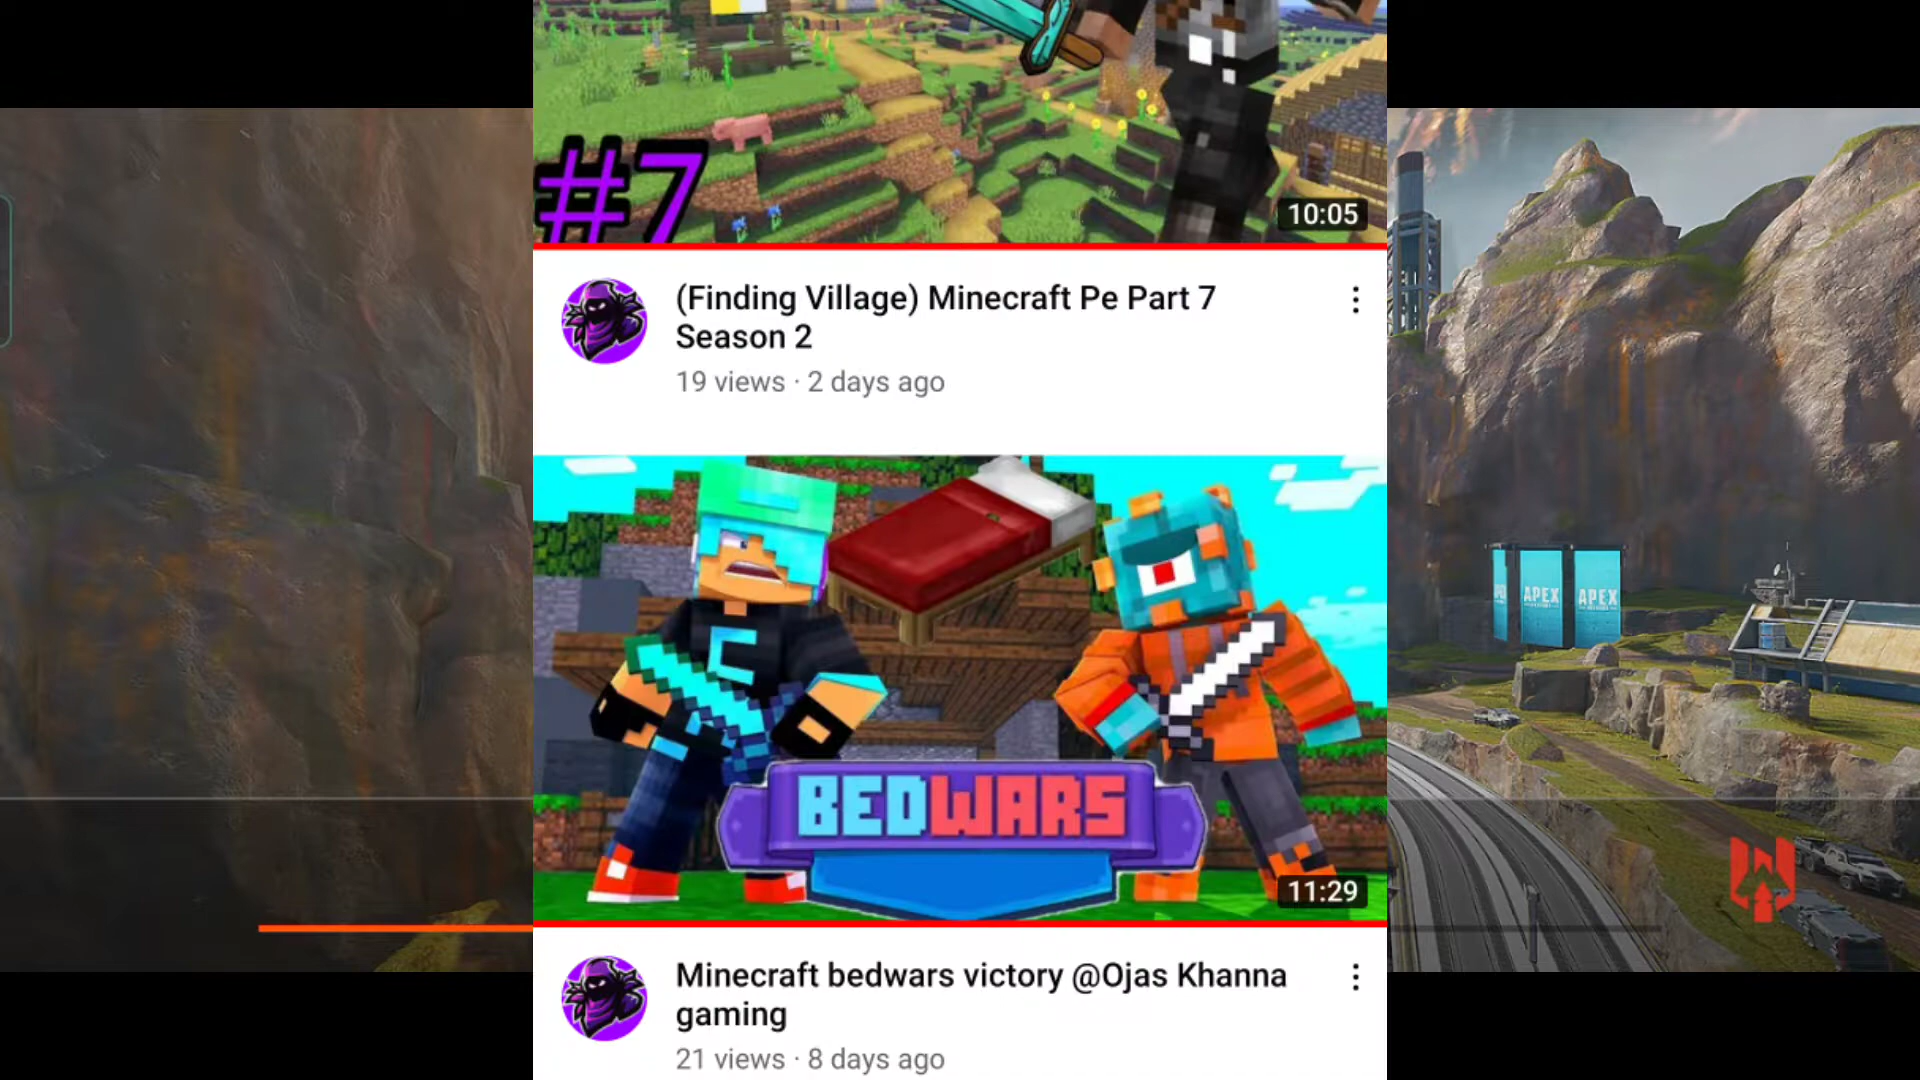 #7
10:05
(Finding Village) Minecraft Pe Part 7
Season 2
19 views · 2 days ago
APEX
APEX
BEDWARS
11:29
Minecraft bedwars victory @Ojas Khanna
gaming
21 views · 8 days ago